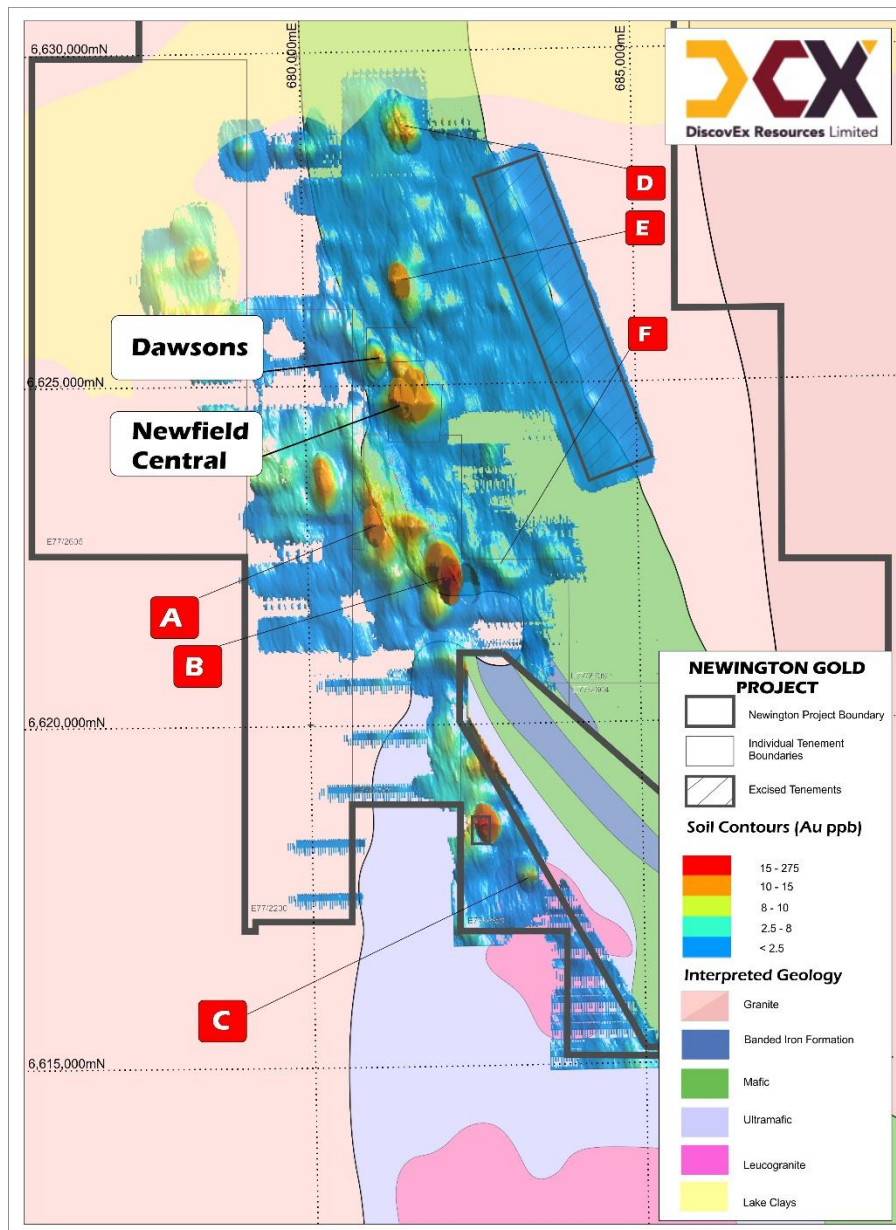 6,630,000mN
680,000mE
685,000mE
DCX
DiscovEx Resources Limited
D
E
F
Dawsons
6,625,000mN
Newfield
Central
E77/2605
A
B
6,620,000mN
E77/2200
C
6,615,000mN
NEWINGTON GOLD
PROJECT
Newington Project Boundary
Individual Tenement
Boundaries
Excised Tenements
Soil Contours (Au ppb)
15 - 275
10 - 15
8 - 10
2.5 - 8
< 2.5
Interpreted Geology
Granite
Banded Iron Formation
Mafic
Ultramafic
Leucogranite
Lake Clays